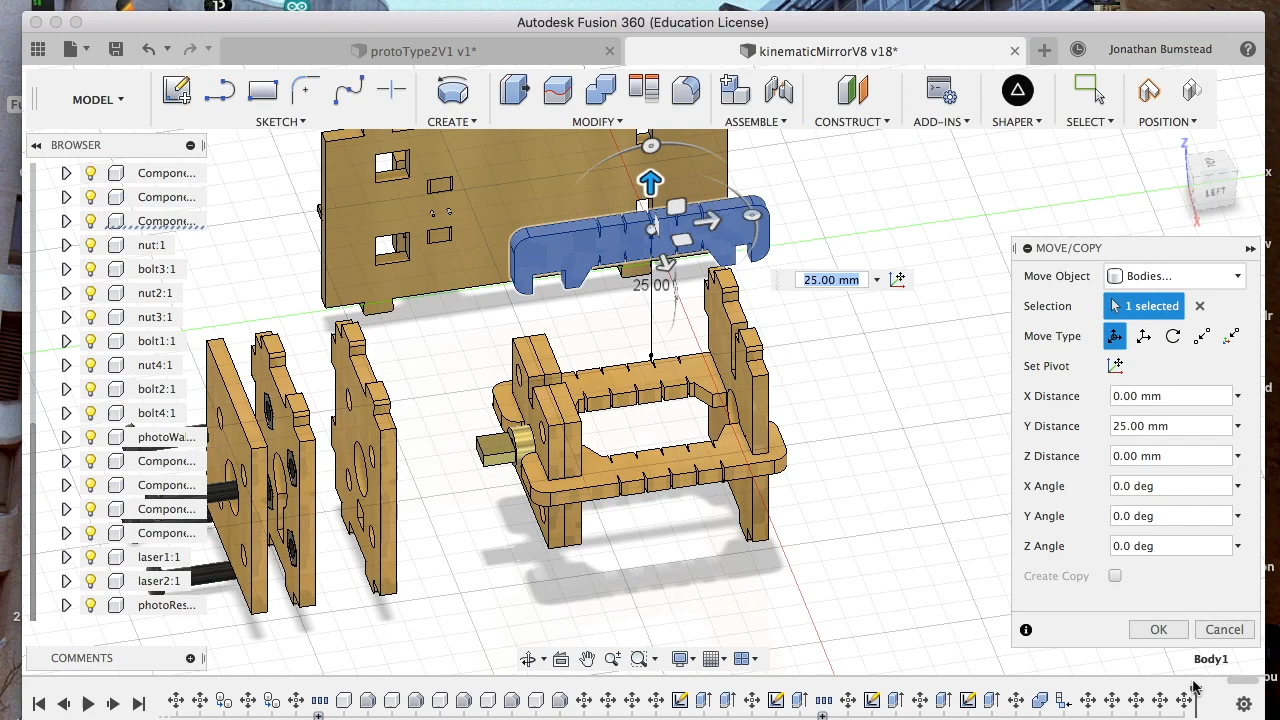 Autodesk Fusion 360 (Education License)
protoType2V1 v1*
kinematicMirrorV8 v18*
Jonathan Bumstead
MODEL
SKETCH
CREATE
MODIFY
ASSEMBLE
CONSTRUCT
ADD-INS
SHAPER
SELECT
POSITION
BROWSER
Compone...
Compone...
Compone...
nut:1
bolt3:1
nut2:1
nut3:1
bolt1:1
nut4:1
bolt2:1
bolt4:1
photoWa...
Compone...
Compone...
Compone...
Compone...
laser1:1
laser2:1
photoRes...
COMMENTS
Z
LEFT
X
25.00
25.00 mm
MOVE/COPY
Move Object
Bodies...
Selection
1 selected
Move Type
Set Pivot
X Distance
0.00 mm
Y Distance
25.00 mm
Z Distance
0.00 mm
X Angle
0.0 deg
Y Angle
0.0 deg
Z Angle
0.0 deg
Create Copy
OK
Cancel
Body1